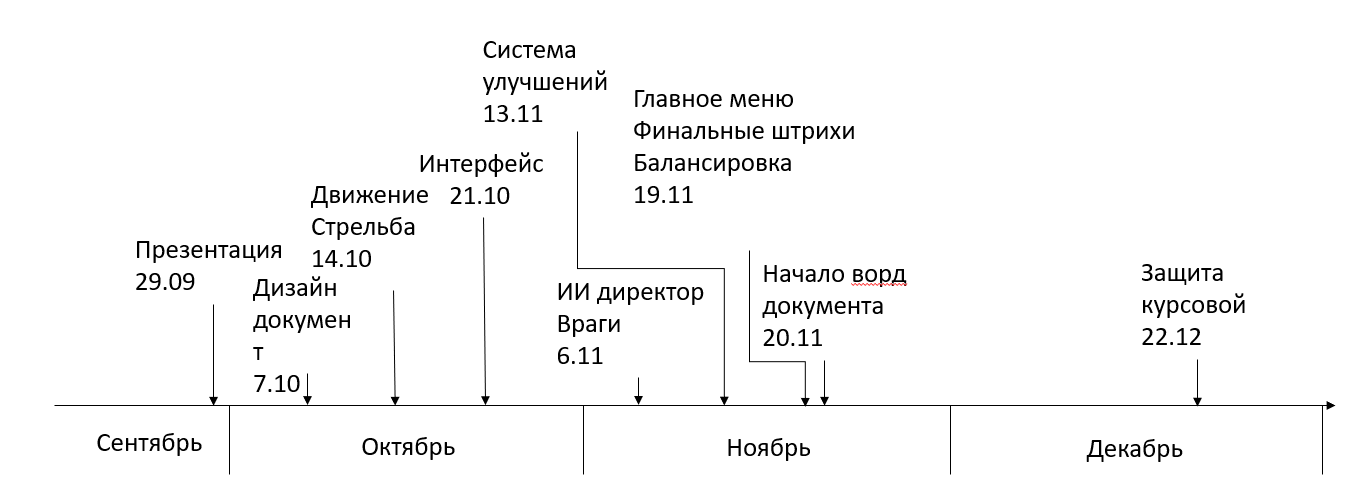 Система
улучшений
13.11
Главное меню
Финальные штрихи
Балансировка
19.11
Интерфейс
21.10
Движение
Стрельба
14.10
Презентация
29.09
Дизайн
докумен
т
7.10
ИИ директор
Враги
6.11
Начало ворд
документа
20.11
Защита
курсовой
22.12
Сентябрь
Октябрь
Ноябрь
Декабрь